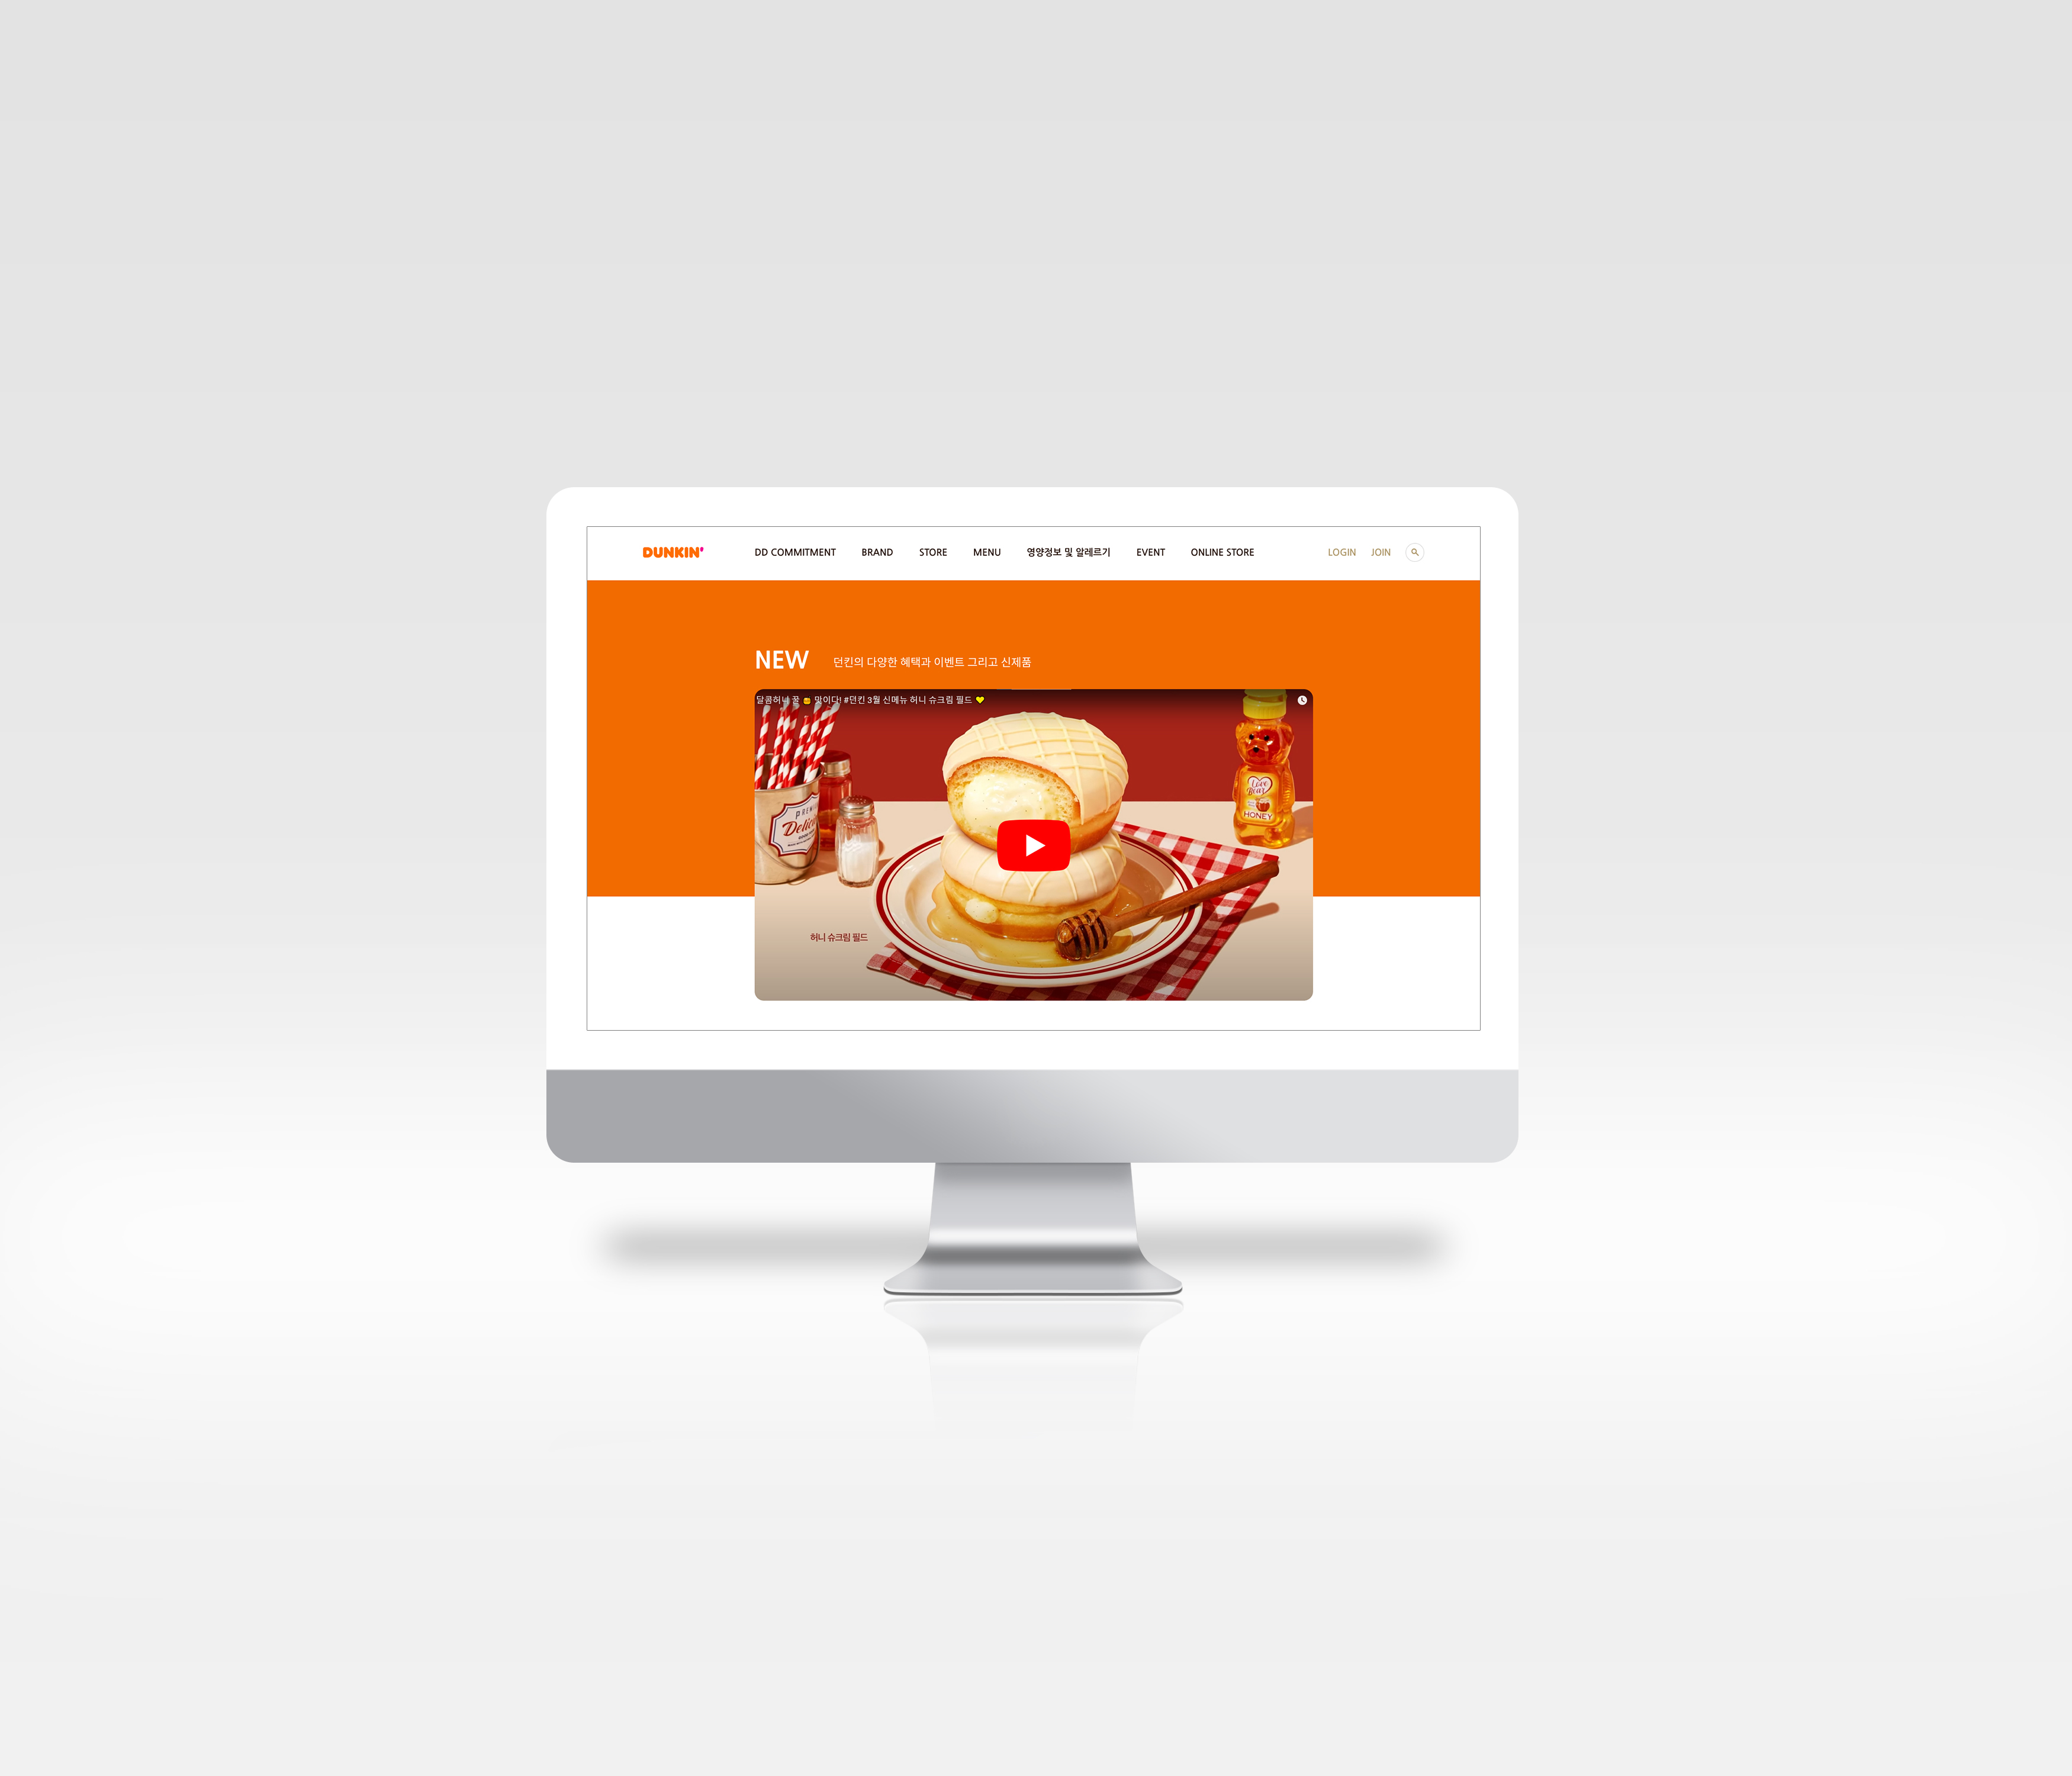 DUNKIN' DD COMMITMENT BRAND STORE MENU 영양정보 및 알레르기 EVENT ONLINE STORE LOGIN JOIN
NEW 던킨의 다양한 혜택과 이벤트 그리고 신제품
달콤허니 꿀 🍯 맛이다! #던킨 3월 신메뉴 허니 슈크림 필드 💛
Love
Bear
HONEY
허니 슈크림 필드